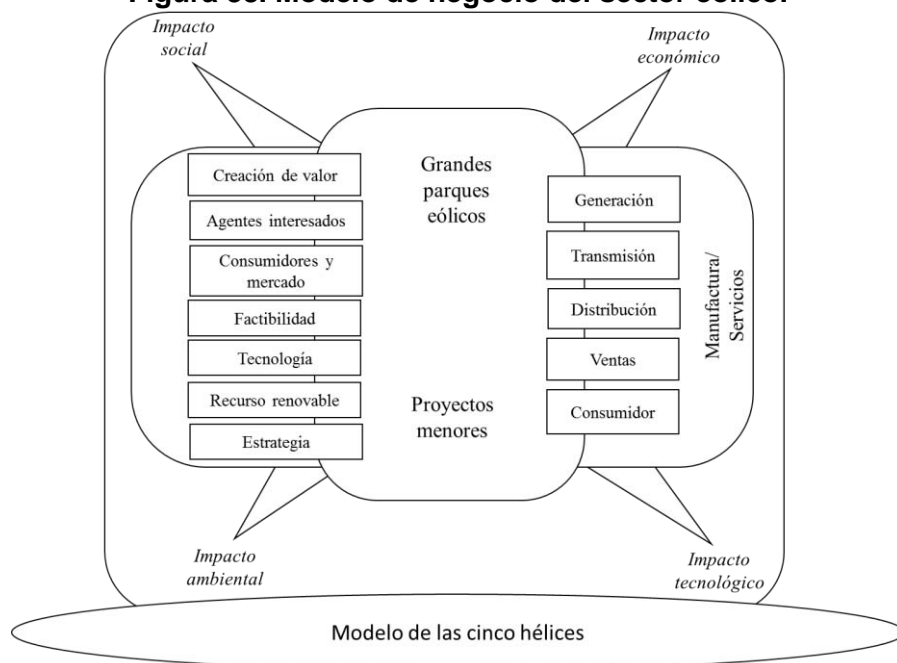 Figura Modelo de negocio del sector eólico.
Impacto
social
Impacto
económico
Grandes
parques
eólicos
Proyectos
menores
Creación de valor
Agentes interesados
Consumidores y
mercado
Factibilidad
Tecnología
Recurso renovable
Estrategia
Generación
Transmisión
Distribución
Ventas
Consumidor
Manufactura/
Servicios
Impacto
ambiental
Impacto
tecnológico
Modelo de las cinco hélices